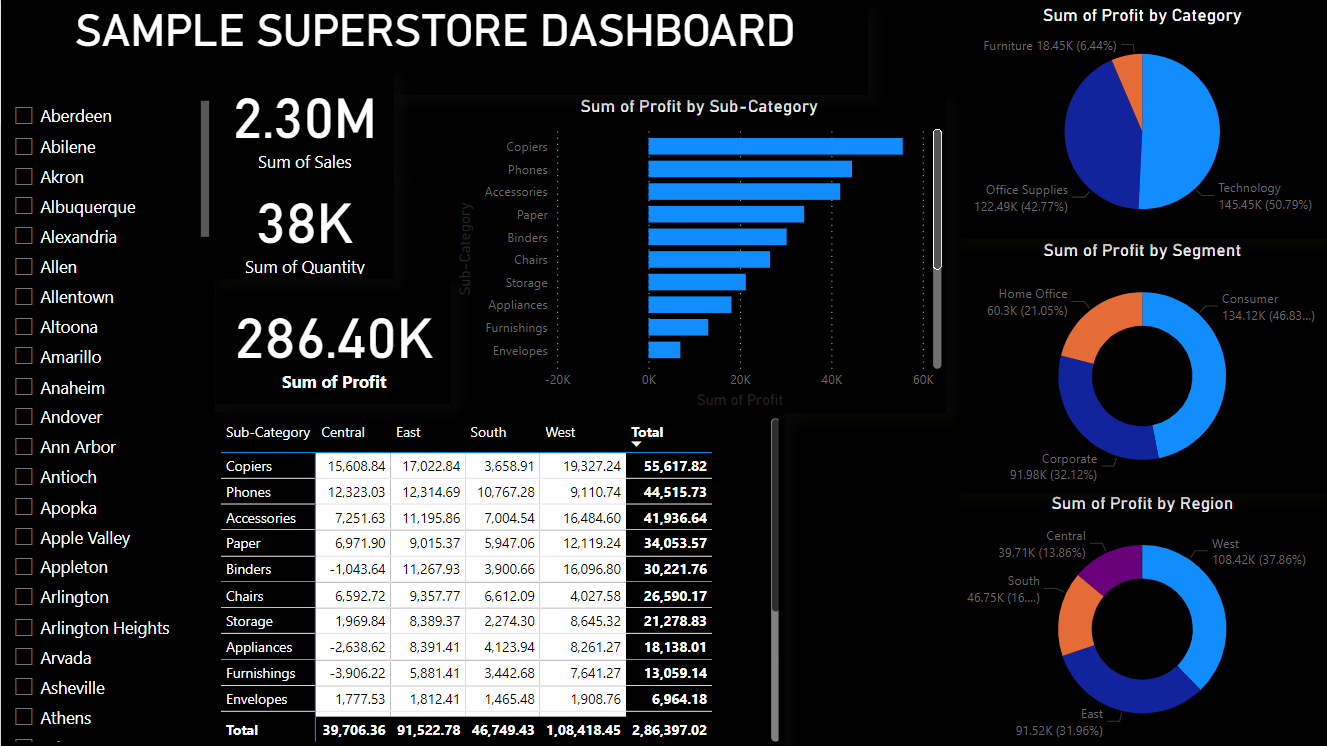 SAMPLE SUPERSTORE DASHBOARD
Aberdeen
Abilene
Akron
Albuquerque
Alexandria
Allen
Allentown
Altoona
Amarillo
Anaheim
Andover
Ann Arbor
Antioch
Apopka
Apple Valley
Appleton
Arlington
Arlington Heights
Arvada
Asheville
Athens
2.30M
Sum of Sales
38K
Sum of Quantity
286.40K
Sum of Profit
Sum of Profit by Sub-Category
Sub-Category
Copiers
Phones
Accessories
Paper
Binders
Chairs
Storage
Appliances
Furnishings
Envelopes
-20K 0K 20K 40K 60K
Sum of Profit
Sub-Category Central East South West Total
Copiers 15,608.84 17,022.84 3,658.91 19,327.24 55,617.82
Phones 12,323.03 12,314.69 10,767.28 9,110.74 44,515.73
Accessories 7,251.63 11,195.86 7,004.54 16,484.60 41,936.64
Paper 6,971.90 9,015.37 5,947.06 12,119.24 34,053.57
Binders -1,043.64 11,267.93 3,900.66 16,096.80 30,221.76
Chairs 6,592.72 9,357.77 6,612.09 4,027.58 26,590.17
Storage 1,969.84 8,389.37 2,274.30 8,645.32 21,278.83
Appliances -2,638.62 8,391.41 4,123.94 8,261.27 18,138.01
Furnishings -3,906.22 5,881.41 3,442.68 7,641.27 13,059.14
Envelopes 1,777.53 1,812.41 1,465.48 1,908.76 6,964.18
Total 39,706.36 91,522.78 46,749.43 1,08,418.45 2,86,397.02
Sum of Profit by Category
Furniture 18.45K (6.44%)
Office Supplies
122.49K (42.77%)
Technology
145.45K (50.79%)
Sum of Profit by Segment
Home Office
60.3K (21.05%)
Consumer
134.12K (46.83...)
Corporate
91.98K (32.12%)
Sum of Profit by Region
Central
39.71K (13.86%)
West
108.42K (37.86%)
South
46.75K (16....)
East
91.52K (31.96%)